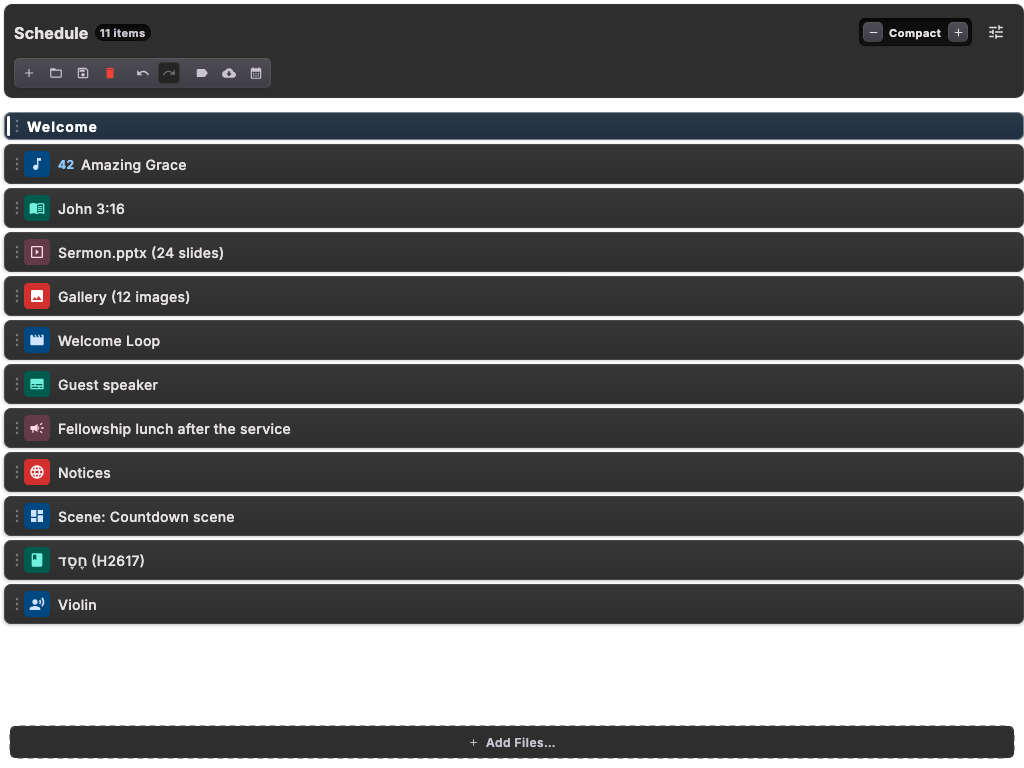 Schedule 11 items
Compact
Welcome
42 Amazing Grace
John 3:16
Sermon.pptx (24 slides)
Gallery (12 images)
Welcome Loop
Guest speaker
Fellowship lunch after the service
Notices
Scene: Countdown scene
חָסֶד (H2617)
Violin
Add Files...